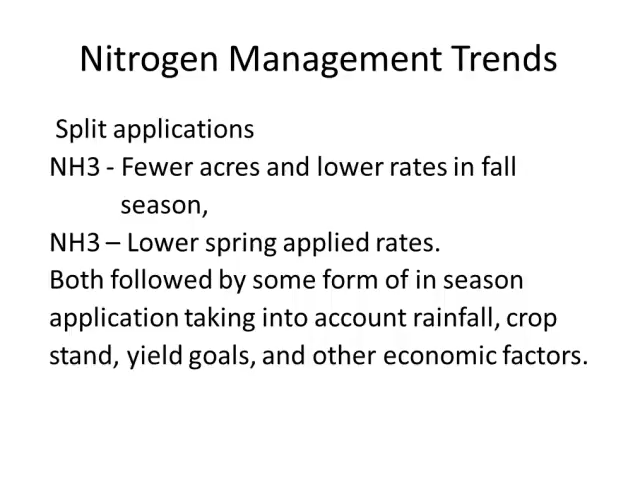 Nitrogen Management Trends
Split applications
NH3 - Fewer acres and lower rates in fall
season,
NH3 – Lower spring applied rates.
Both followed by some form of in season
application taking into account rainfall, crop
stand, yield goals, and other economic factors.